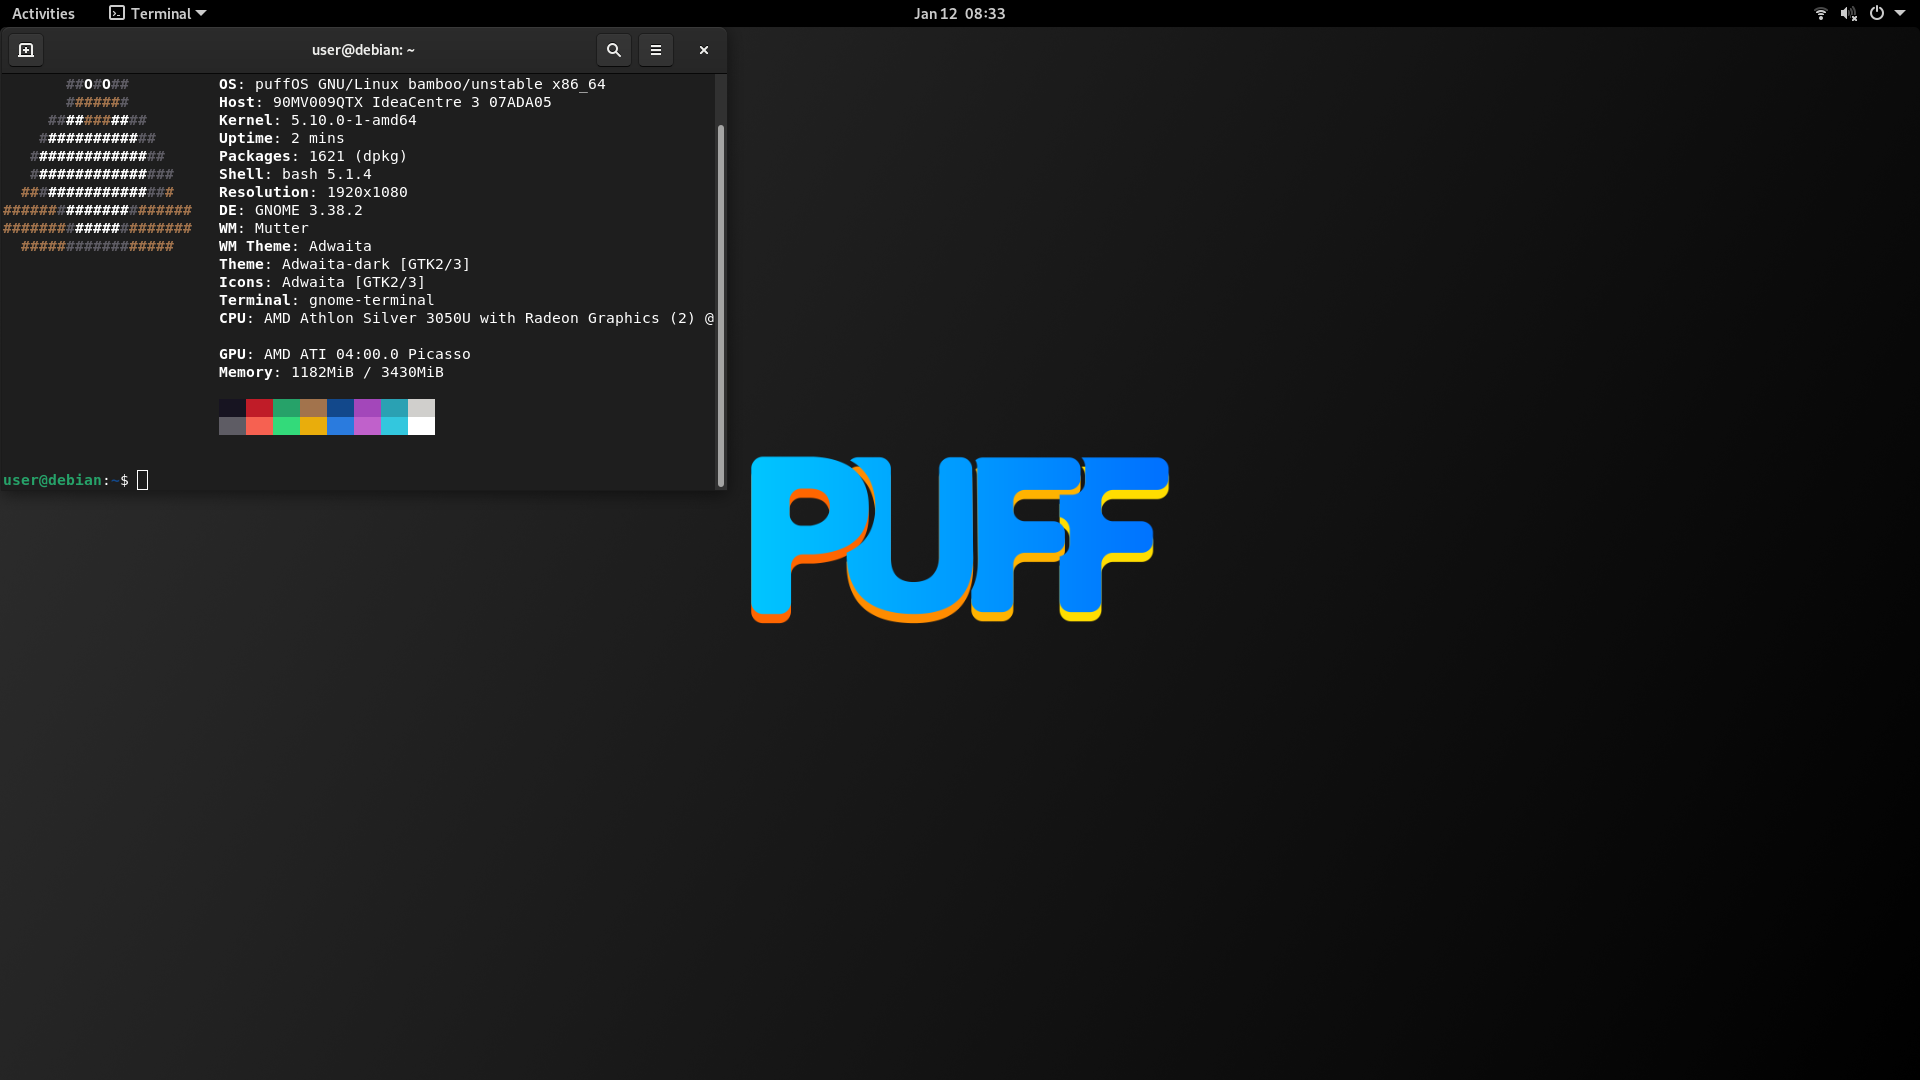 Activities Terminal Jan 12 08:33
user@debian: ~
##O#O## OS: puffOS GNU/Linux bamboo/unstable x86_64
####### Host: 90MV009QTX IdeaCentre 3 07ADA05
########### Kernel: 5.10.0-1-amd64
############# Uptime: 2 mins
############### Packages: 1621 (dpkg)
################ Shell: bash 5.1.4
################# Resolution: 1920x1080
##################### DE: GNOME 3.38.2
##################### WM: Mutter
################# WM Theme: Adwaita
Theme: Adwaita-dark [GTK2/3]
Icons: Adwaita [GTK2/3]
Terminal: gnome-terminal
CPU: AMD Athlon Silver 3050U with Radeon Graphics (2) @
GPU: AMD ATI 04:00.0 Picasso
Memory: 1182MiB / 3430MiB
user@debian:~$
PUFF